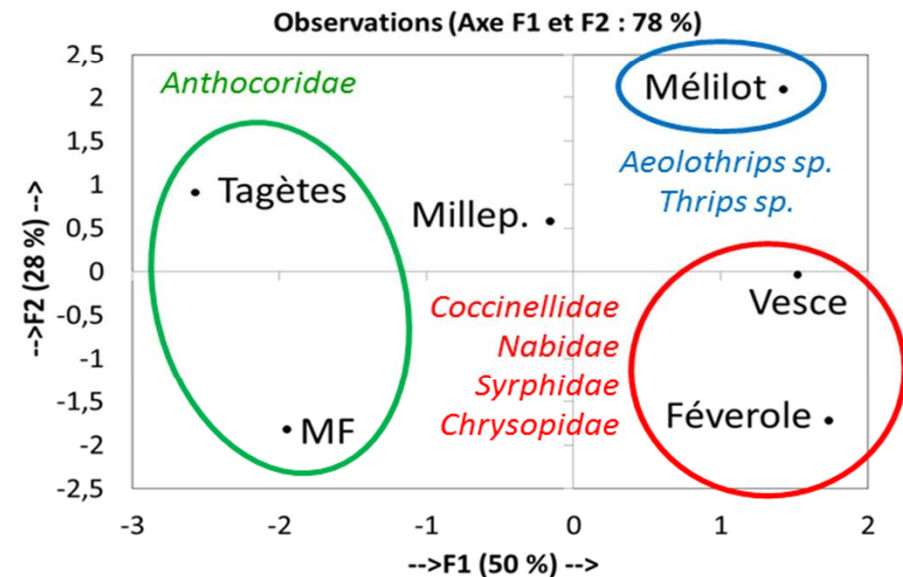 Observations (Axe F1 et F2 : 78 %)
-->F2 (28 %) -->
2,5
2
1,5
1
0,5
0
-0,5
-1
-1,5
-2
-2,5
Anthocoridae
Mélilot
Aeolothrips sp.
Thrips sp.
Tagètes
Millep.
Coccinellidae
Nabidae
Syrphidae
Chrysopidae
Vesce
Féverole
MF
-3 -2 -1 0 1 2
-->F1 (50 %) -->